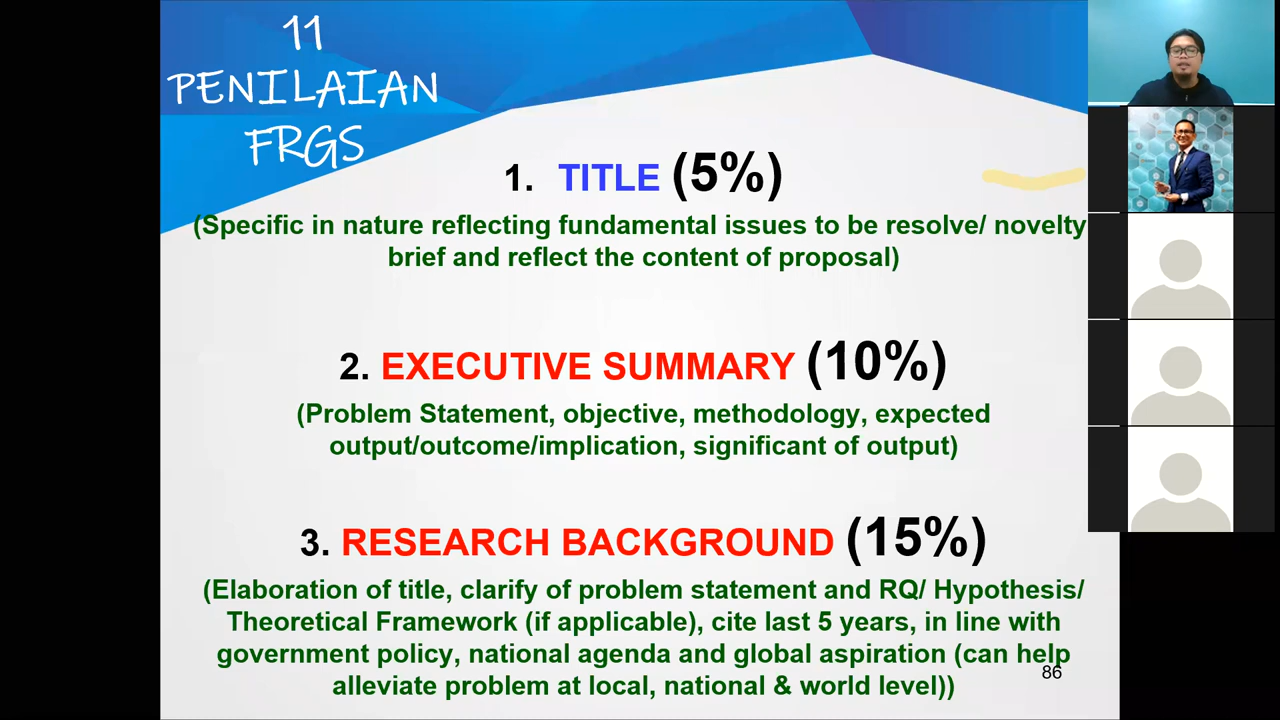 11
PENILAIAN
FRGS
1. TITLE (5%)
(Specific in nature reflecting fundamental issues to be resolve/ novelty
brief and reflect the content of proposal)
2. EXECUTIVE SUMMARY (10%)
(Problem Statement, objective, methodology, expected
output/outcome/implication, significant of output)
3. RESEARCH BACKGROUND (15%)
(Elaboration of title, clarify of problem statement and RQ/ Hypothesis/
Theoretical Framework (if applicable), cite last 5 years, in line with
government policy, national agenda and global aspiration (can help
alleviate problem at local, national & world level))
86